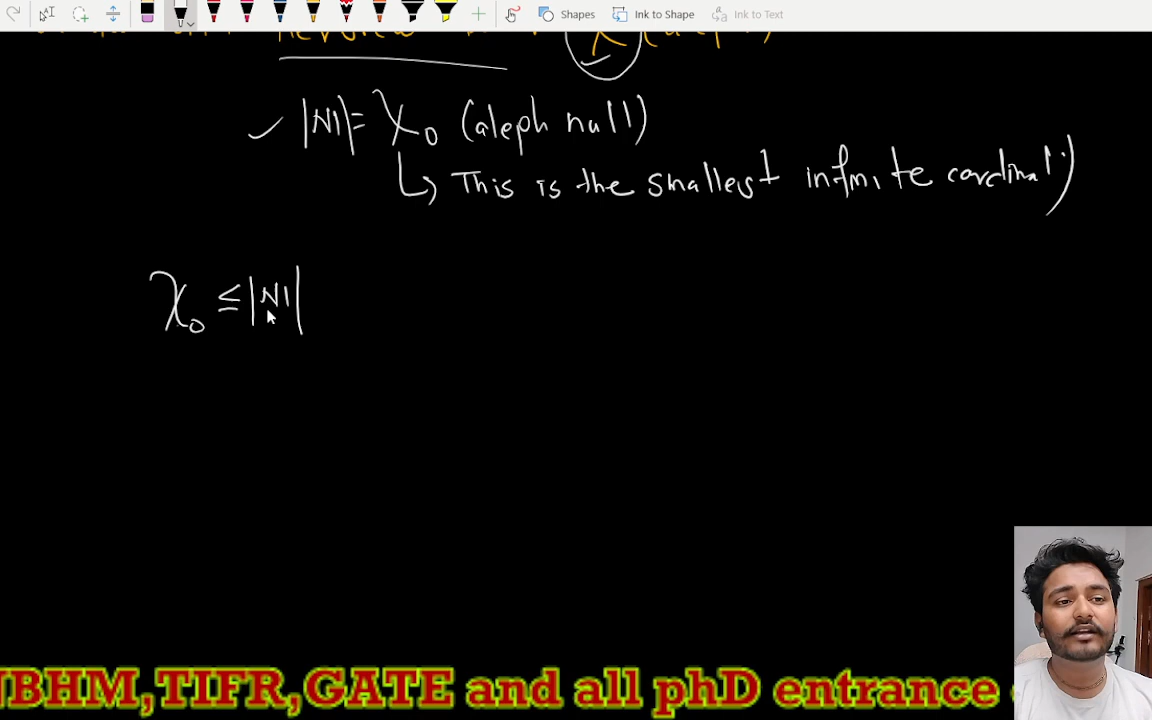 Shapes Ink to Shape Ink to Text
|N|= ℵ0 (aleph null)
↳ This is the smallest infinite cardinal)
ℵ0 ≤ |N|
NBHM,TIFR,GATE and all phD entrance